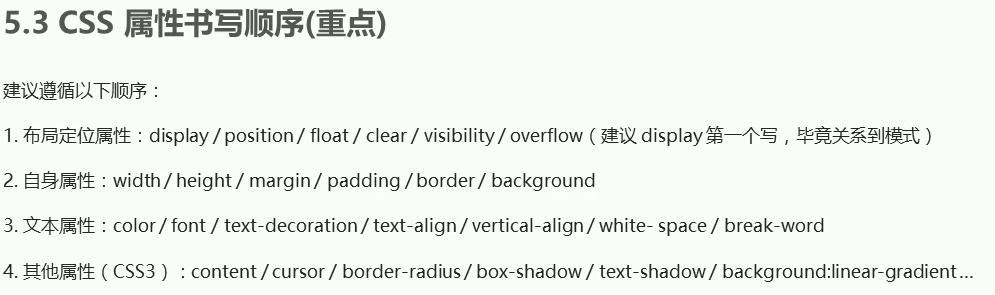 5.3 CSS 属性书写顺序(重点)
建议遵循以下顺序：
1. 布局定位属性：display / position / float / clear / visibility / overflow（建议 display 第一个写，毕竟关系到模式）
2. 自身属性：width / height / margin / padding / border / background
3. 文本属性：color / font / text-decoration / text-align / vertical-align / white- space / break-word
4. 其他属性（CSS3）：content / cursor / border-radius / box-shadow / text-shadow / background:linear-gradient ...